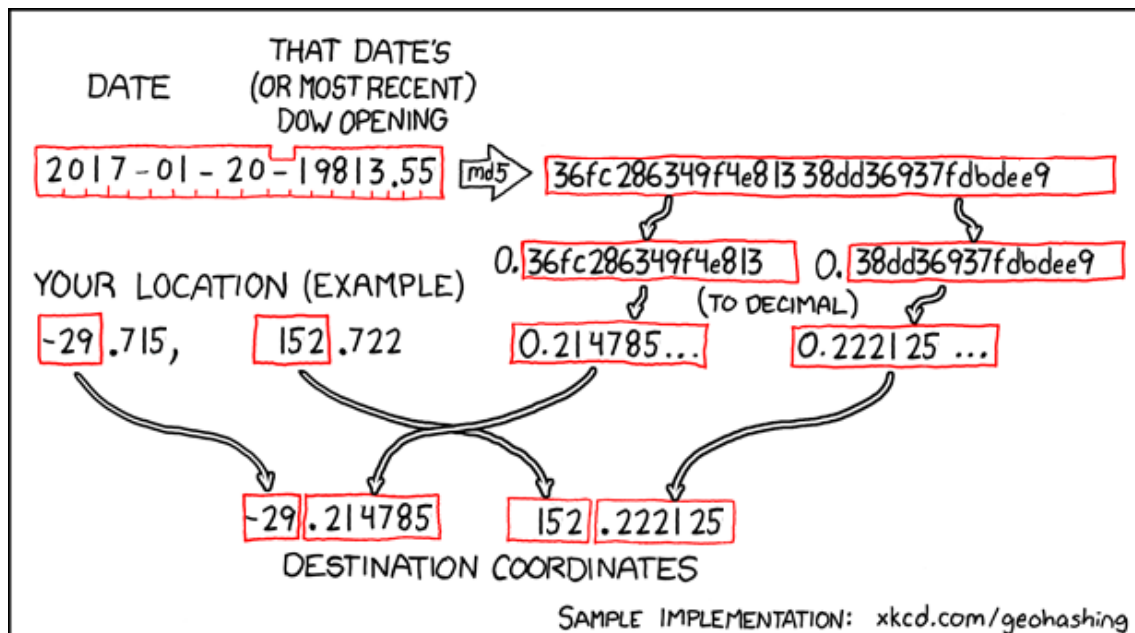 DATE
THAT DATE'S
(OR MOST RECENT)
DOW OPENING
2017-01-20-19813.55
md5
36fc286349f4e81338dd36937fdbdee9
0.36fc286349f4e813
0.38dd36937fdbdee9
YOUR LOCATION (EXAMPLE)
(TO DECIMAL)
-29.715, 152.722
0.214785...
0.222125...
-29.214785 152.222125
DESTINATION COORDINATES
SAMPLE IMPLEMENTATION: xkcd.com/geohashing